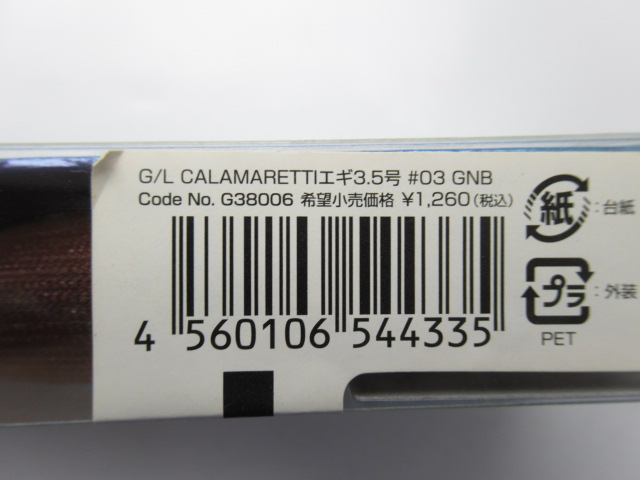 G/L CALAMARETTIエギ3.5号 #03 GNB
Code No. G38006 希望小売価格 ¥1,260(税込)
4 560106 544335
紙 :台紙
プラ :外装
PET